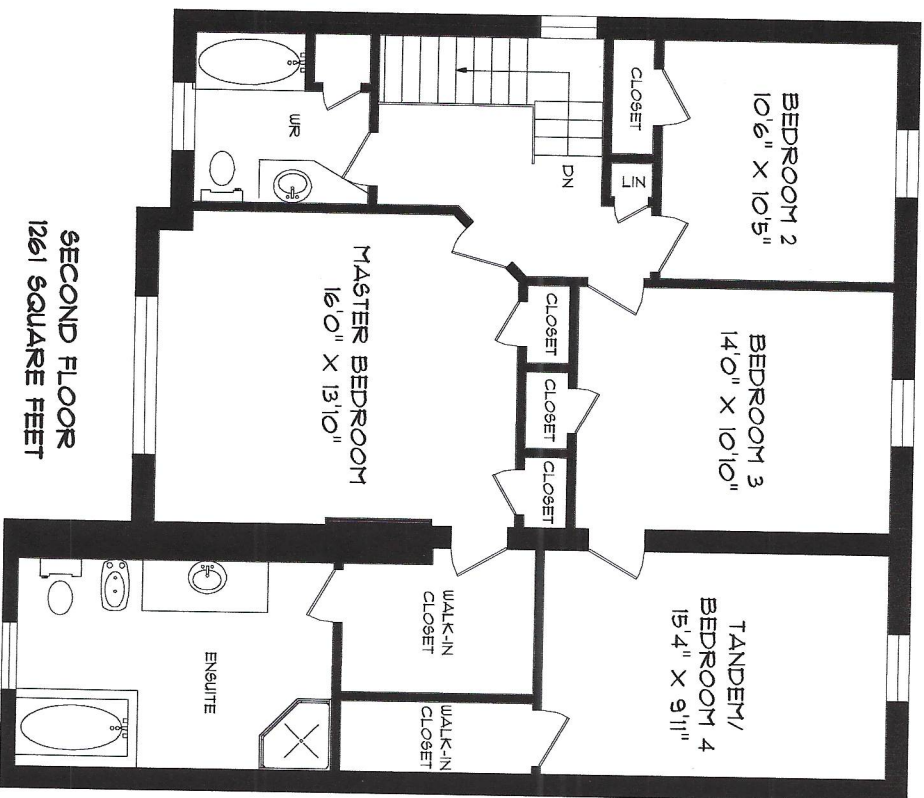 BEDROOM 2
10'6" X 10'5"
BEDROOM 3
14'0" X 10'10"
TANDEM/
BEDROOM 4
15'4" X 9'11"
CLOSET
LIN
DN
CLOSET
CLOSET
CLOSET
WALK-IN
CLOSET
WALK-IN
CLOSET
MASTER BEDROOM
16'0" X 13'10"
WR
ENSUITE
SECOND FLOOR
1261 SQUARE FEET